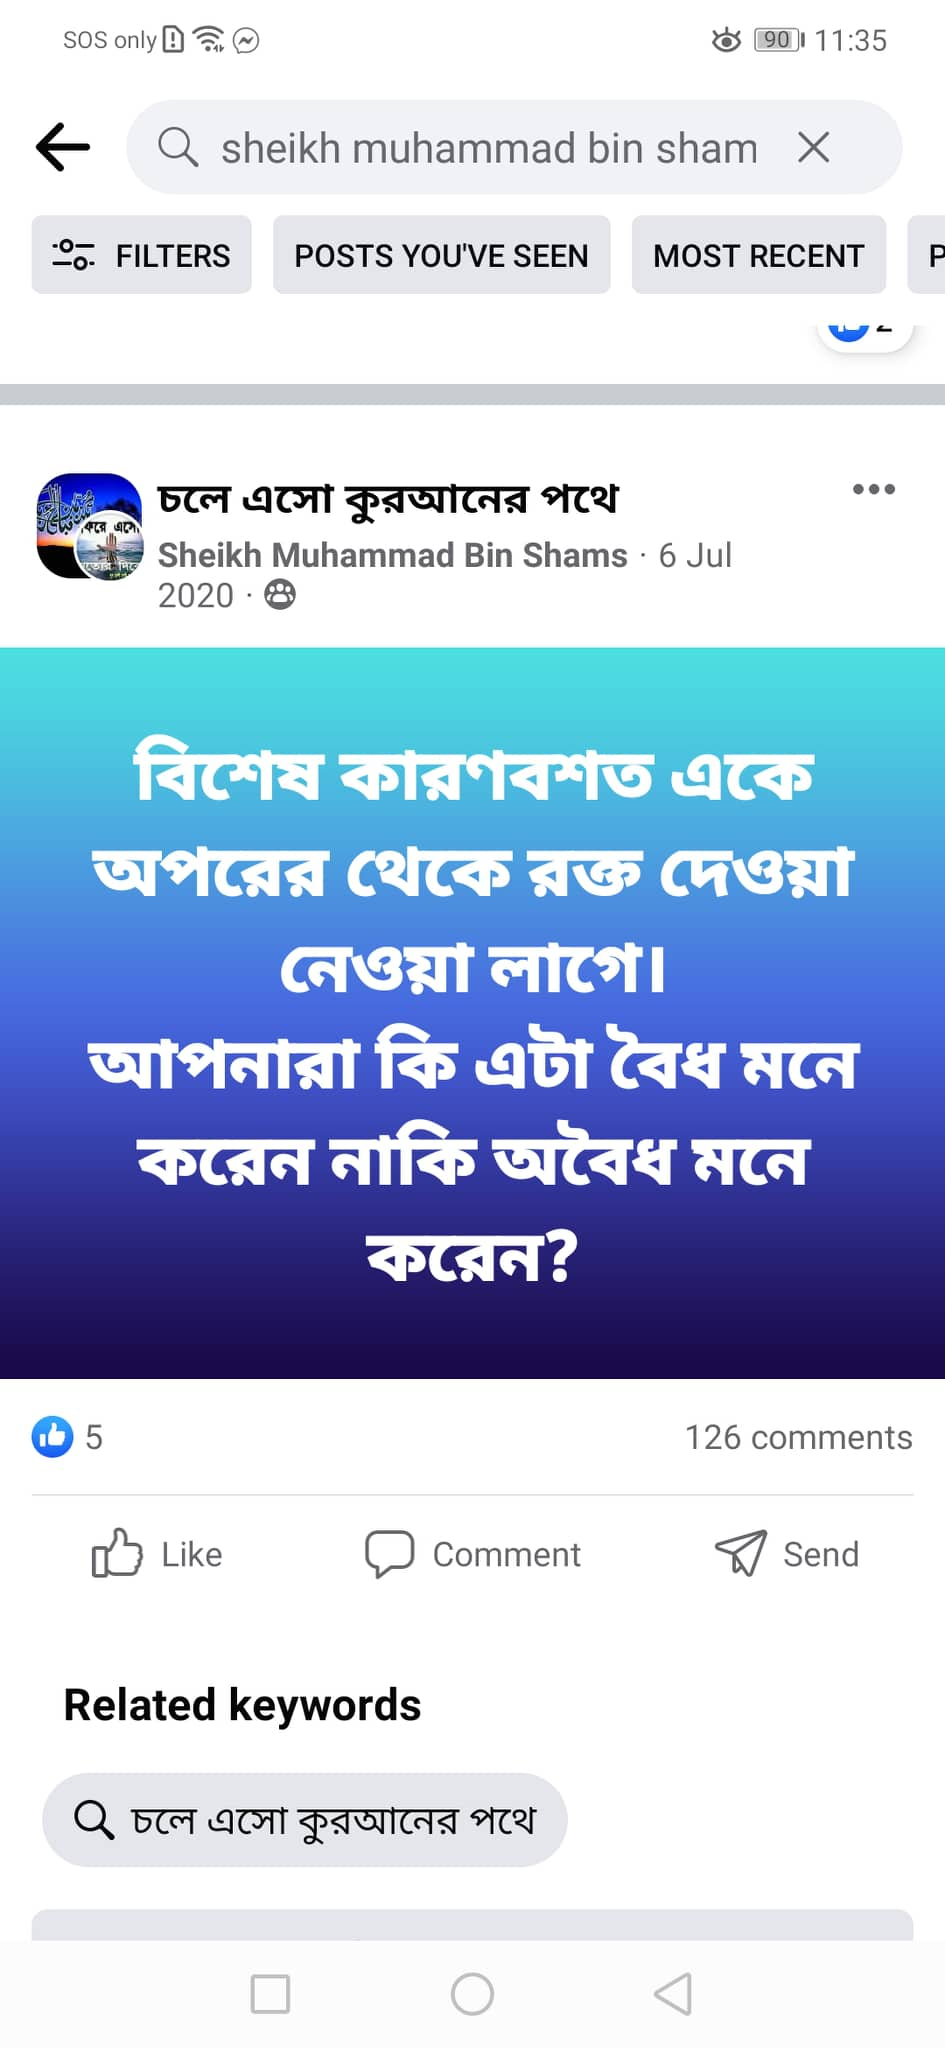 SOS only 90 11:35
sheikh muhammad bin sham
FILTERS POSTS YOU'VE SEEN MOST RECENT
চলে এসো কুরআনের পথে
Sheikh Muhammad Bin Shams · 6 Jul
2020 ·
বিশেষ কারণবশত একে
অপরের থেকে রক্ত দেওয়া
নেওয়া লাগে।
আপনারা কি এটা বৈধ মনে
করেন নাকি অবৈধ মনে
করেন?
5 126 comments
Like Comment Send
Related keywords
চলে এসো কুরআনের পথে